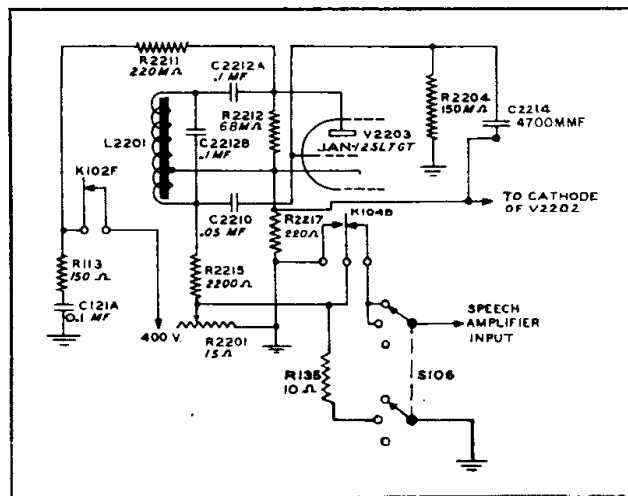 R2211
220MΩ
C2212A
.1 MF
R2212
68MΩ
V2203
JAN-12SL7GT
R2204
150MΩ
C2214
4700MMF
L2201
C2212B
.1MF
K102F
C2210
.05 MF
R2217
220Ω
K104B
TO CATHODE
OF V2202
R113
150 Ω
C121A
0.1 MF
R2215
2200Ω
400 V.
R2201
15Ω
R135
10Ω
S106
SPEECH
AMPLIFIER
INPUT